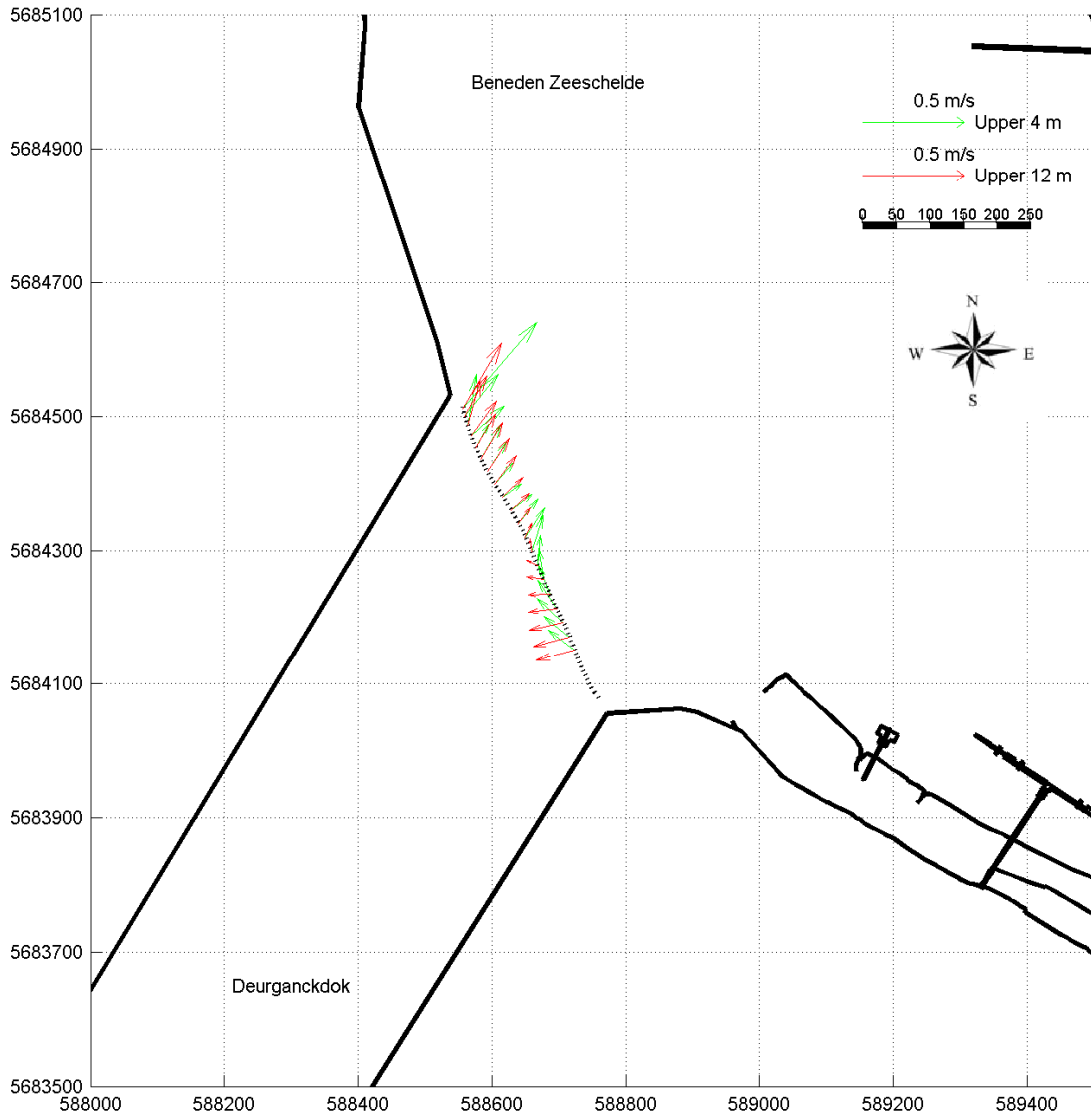 5685100
Beneden Zeeschelde
0.5 m/s
Upper 4 m
5684900
0.5 m/s
Upper 12 m
0 50 100 150 200 250
5684700
N
W E
S
5684500
5684300
5684100
5683900
5683700
Deurganckdok
5683500
588000 588200 588400 588600 588800 589000 589200 589400